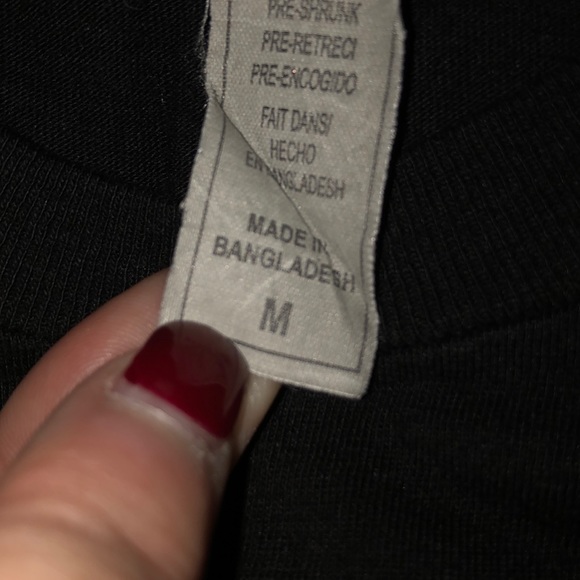 PRE-SHRUNK
PRE-RETRECI
PRE-ENCOGIDO
FAIT DANS/
HECHO
EN BANGLADESH
MADE IN
BANGLADESH
M